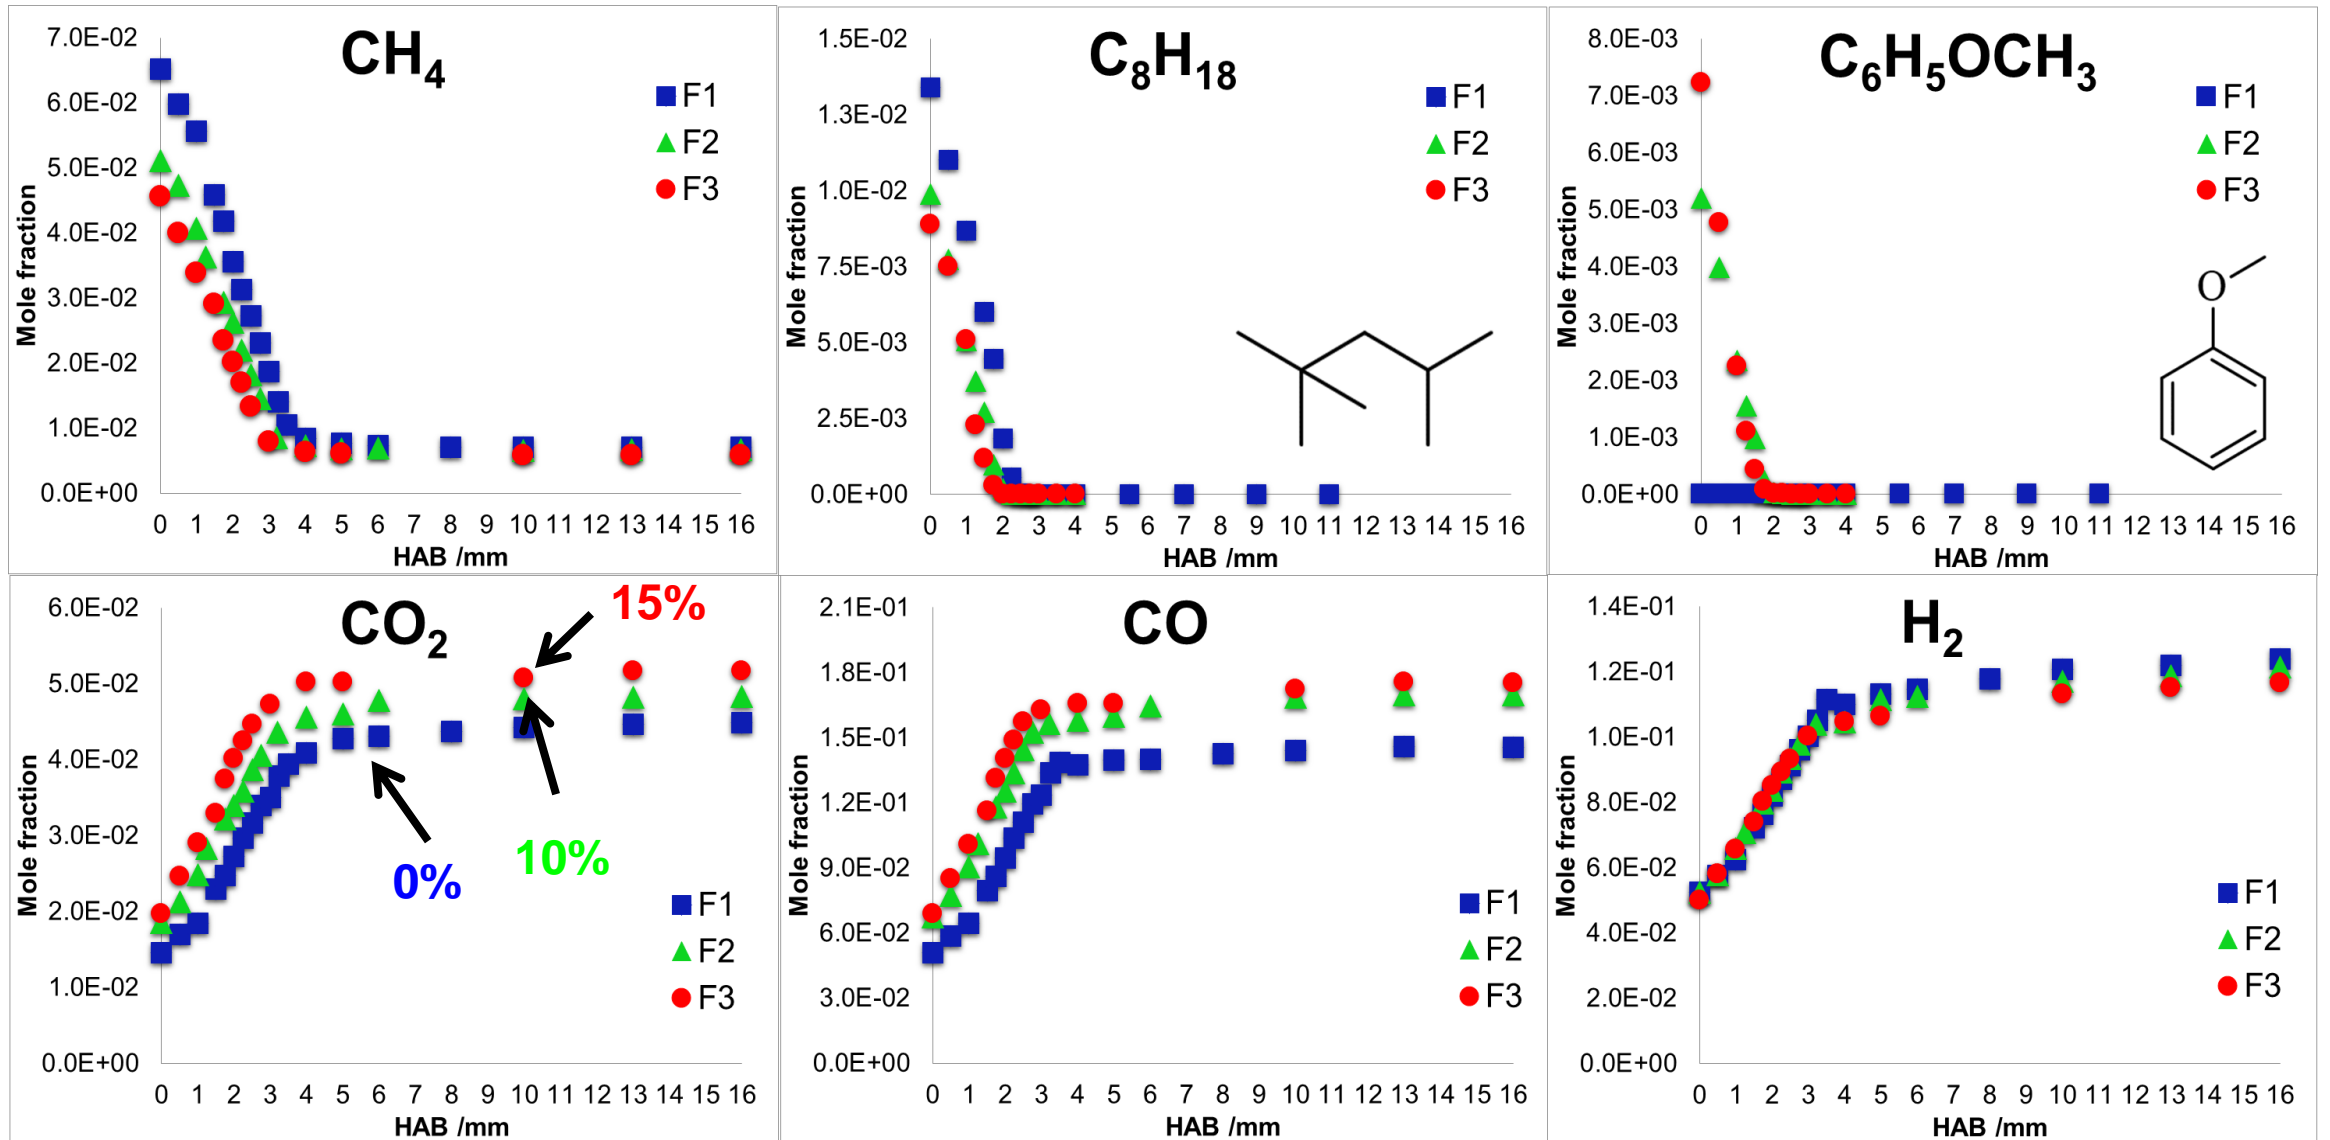 CH₄
7.0E-02
6.0E-02
5.0E-02
4.0E-02
3.0E-02
2.0E-02
1.0E-02
0.0E+00
Mole fraction
F1
F2
F3
0 1 2 3 4 5 6 7 8 9 10 11 12 13 14 15 16
HAB /mm
C₈H₁₈
1.5E-02
1.3E-02
1.0E-02
7.5E-03
5.0E-03
2.5E-03
0.0E+00
Mole fraction
F1
F2
F3
0 1 2 3 4 5 6 7 8 9 10 11 12 13 14 15 16
HAB /mm
C₆H₅OCH₃
8.0E-03
7.0E-03
6.0E-03
5.0E-03
4.0E-03
3.0E-03
2.0E-03
1.0E-03
0.0E+00
Mole fraction
F1
F2
F3
O
0 1 2 3 4 5 6 7 8 9 10 11 12 13 14 15 16
HAB /mm
CO₂
6.0E-02
5.0E-02
4.0E-02
3.0E-02
2.0E-02
1.0E-02
0.0E+00
Mole fraction
15%
10%
0%
F1
F2
F3
0 1 2 3 4 5 6 7 8 9 10 11 12 13 14 15 16
HAB /mm
CO
2.1E-01
1.8E-01
1.5E-01
1.2E-01
9.0E-02
6.0E-02
3.0E-02
0.0E+00
Mole fraction
F1
F2
F3
0 1 2 3 4 5 6 7 8 9 10 11 12 13 14 15 16
HAB /mm
H₂
1.4E-01
1.2E-01
1.0E-01
8.0E-02
6.0E-02
4.0E-02
2.0E-02
0.0E+00
Mole fraction
F1
F2
F3
0 1 2 3 4 5 6 7 8 9 10 11 12 13 14 15 16
HAB /mm